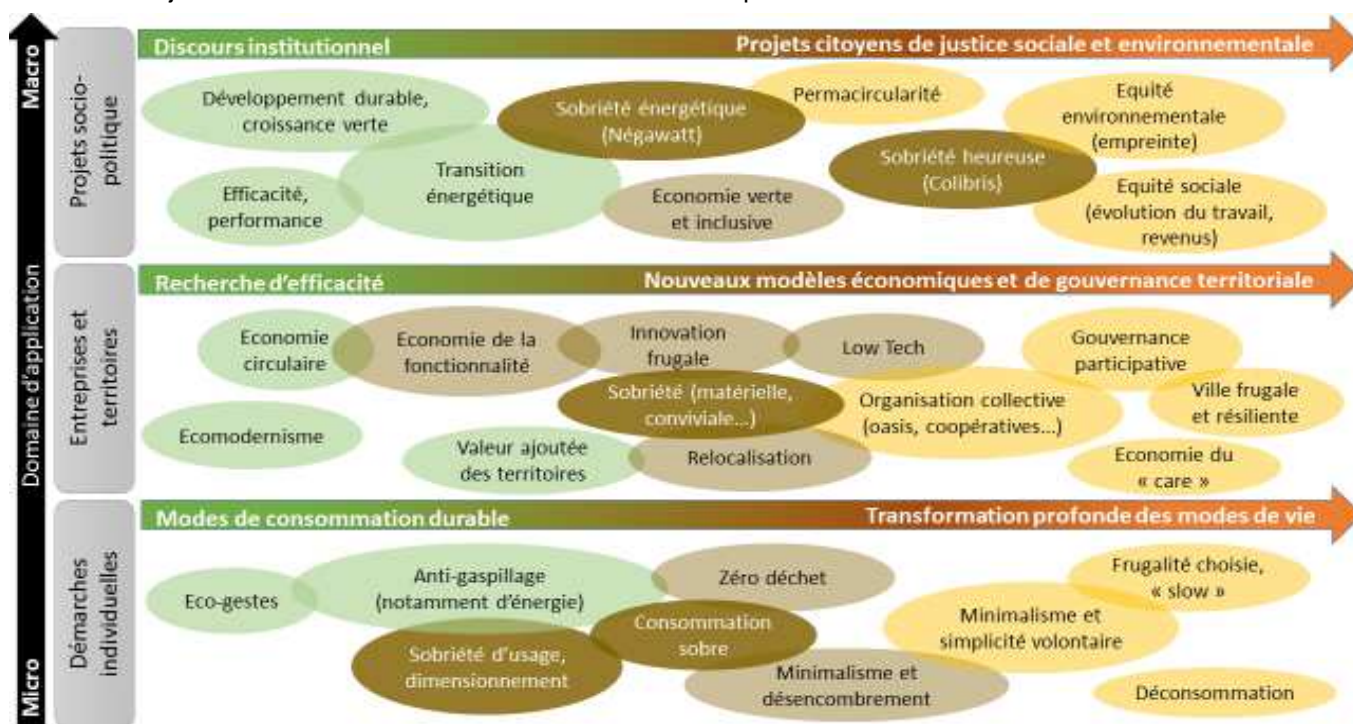 Macro
Domaine d'application
Micro
Projets socio-
politique
Discours institutionnel
Projets citoyens de justice sociale et environnementale
Développement durable,
croissance verte
Sobriété énergétique
(Négawatt)
Permacircularité
Equité
environnementale
(empreinte)
Efficacité,
performance
Transition
énergétique
Economie verte
et inclusive
Sobriété heureuse
(Colibris)
Equité sociale
(évolution du travail,
revenus)
Entreprises et
territoires
Recherche d'efficacité
Nouveaux modèles économiques et de gouvernance territoriale
Economie
circulaire
Economie de la
fonctionnalité
Innovation
frugale
Low Tech
Gouvernance
participative
Ecomodernisme
Valeur ajoutée
des territoires
Sobriété (matérielle,
conviviale...)
Relocalisation
Organisation collective
(oasis, coopératives...)
Ville frugale
et résiliente
Economie du
« care »
Démarches
individuelles
Modes de consommation durable
Transformation profonde des modes de vie
Eco-gestes
Anti-gaspillage
(notamment d'énergie)
Zéro déchet
Frugalité choisie,
« slow »
Sobriété d'usage,
dimensionnement
Consommation
sobre
Minimalisme et
simplicité volontaire
Minimalisme et
désencombrement
Déconsommation